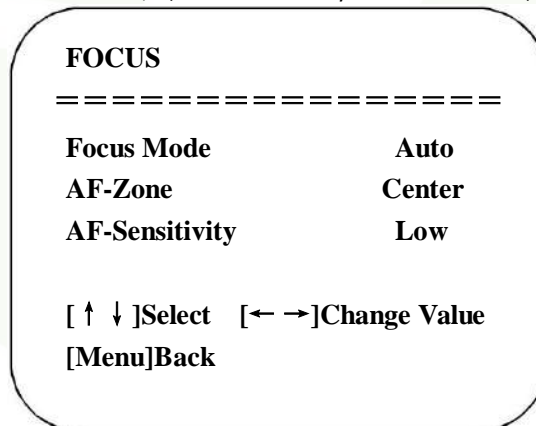 FOCUS
================
Focus Mode Auto
AF-Zone Center
AF-Sensitivity Low
[ ↑ ↓ ]Select [← →]Change Value
[Menu]Back